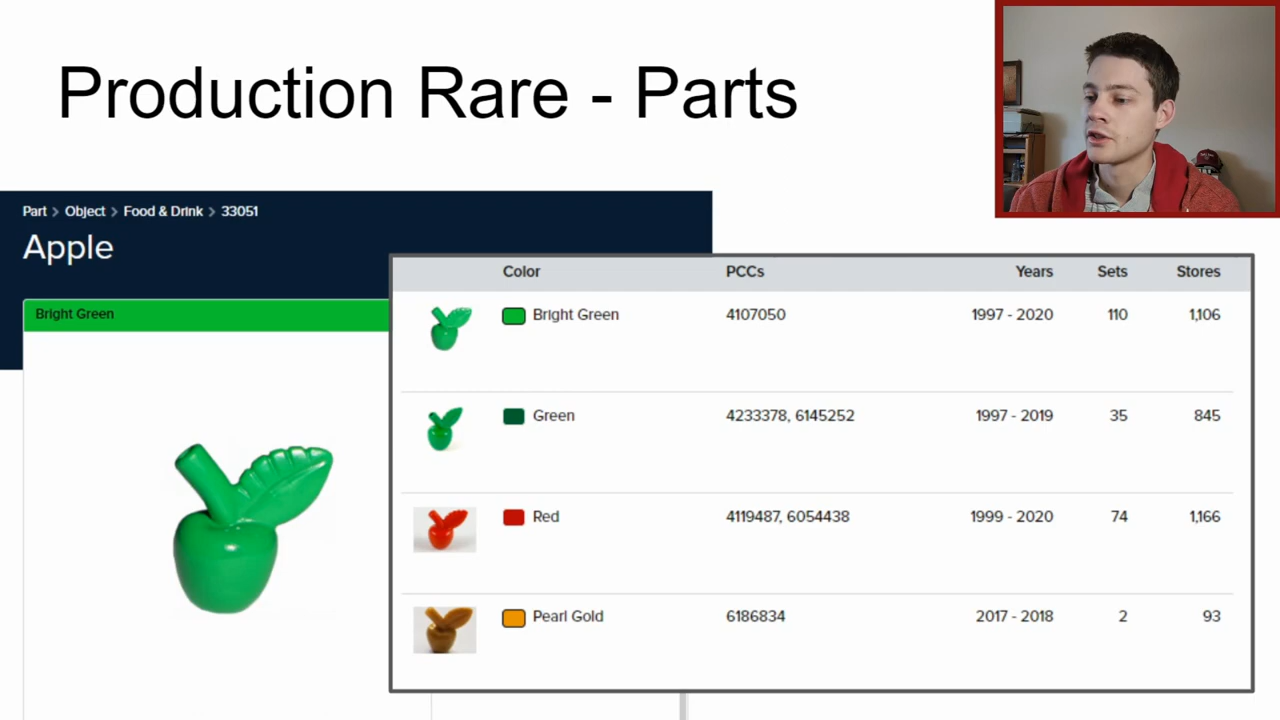 Production Rare - Parts
Part > Object > Food & Drink > 33051
Apple
Bright Green
Color PCCs Years Sets Stores
Bright Green 4107050 1997 - 2020 110 1,106
Green 4233378, 6145252 1997 - 2019 35 845
Red 4119487, 6054438 1999 - 2020 74 1,166
Pearl Gold 6186834 2017 - 2018 2 93